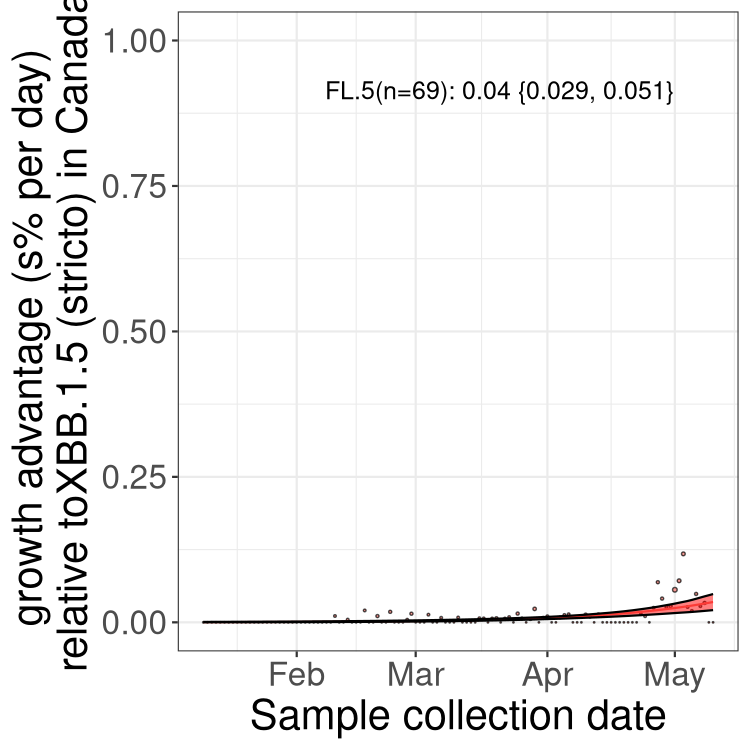 growth advantage (s% per day)
relative toXBB.1.5 (stricto) in Canada
1.00
0.75
0.50
0.25
0.00
FL.5(n=69): 0.04 {0.029, 0.051}
Feb Mar Apr May
Sample collection date